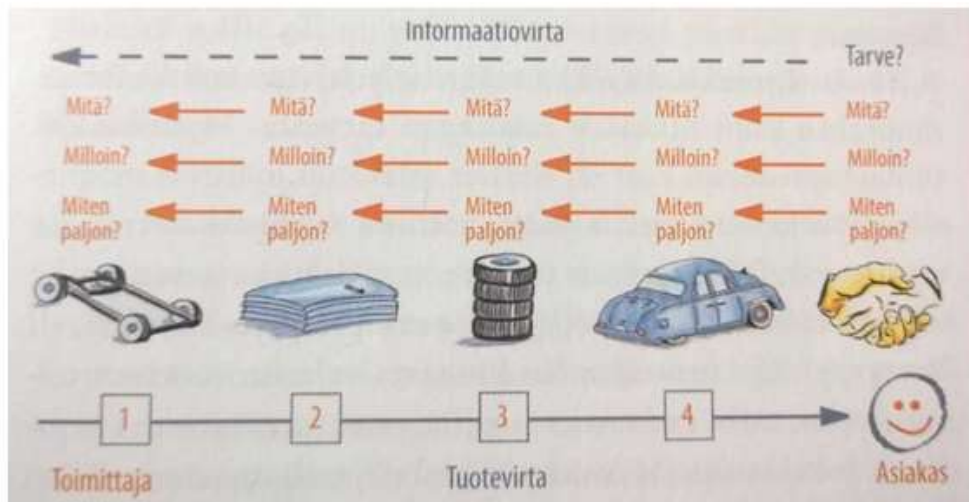 Informaatiovirta
Tarve?
Mitä? Mitä? Mitä? Mitä? Mitä?
Milloin? Milloin? Milloin? Milloin? Milloin?
Miten Miten Miten Miten Miten
paljon? paljon? paljon? paljon? paljon?
1 2 3 4
Toimittaja Tuotevirta Asiakas